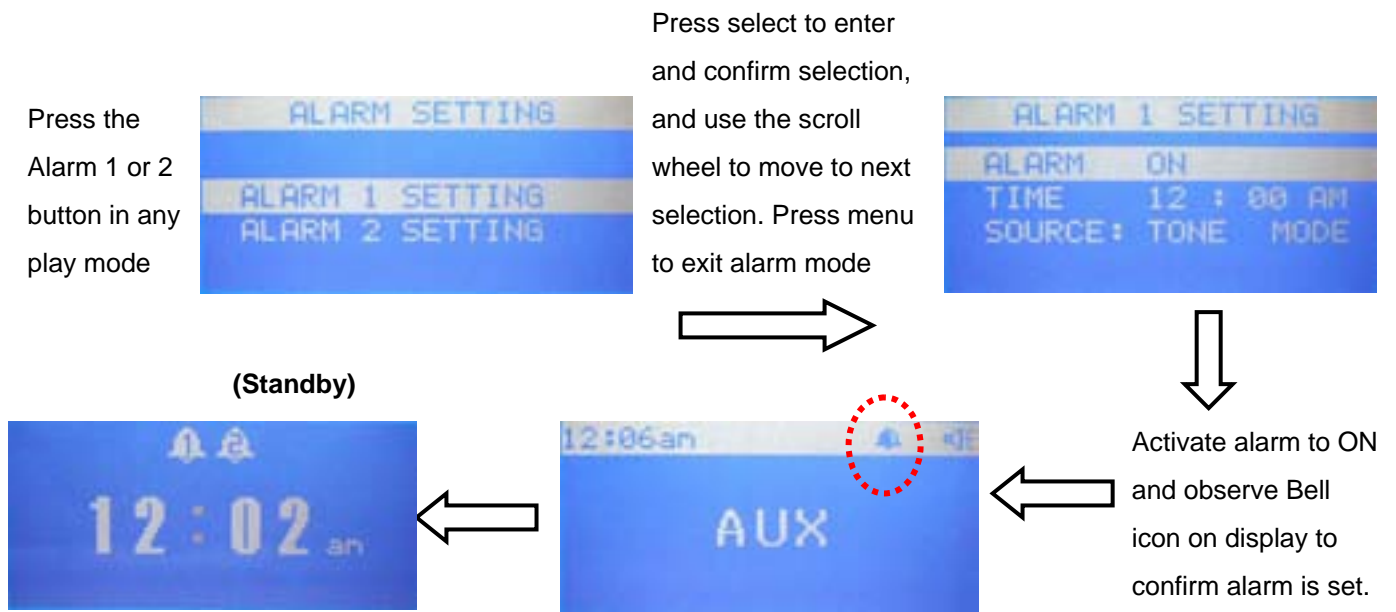 Press the
Alarm 1 or 2
button in any
play mode
ALARM SETTING
ALARM 1 SETTING
ALARM 2 SETTING
Press select to enter
and confirm selection,
and use the scroll
wheel to move to next
selection. Press menu
to exit alarm mode
ALARM 1 SETTING
ALARM ON
TIME 12 : 00 AM
SOURCE: TONE MODE
Activate alarm to ON
and observe Bell
icon on display to
confirm alarm is set.
12:06am
AUX
(Standby)
1 2
12:02 am